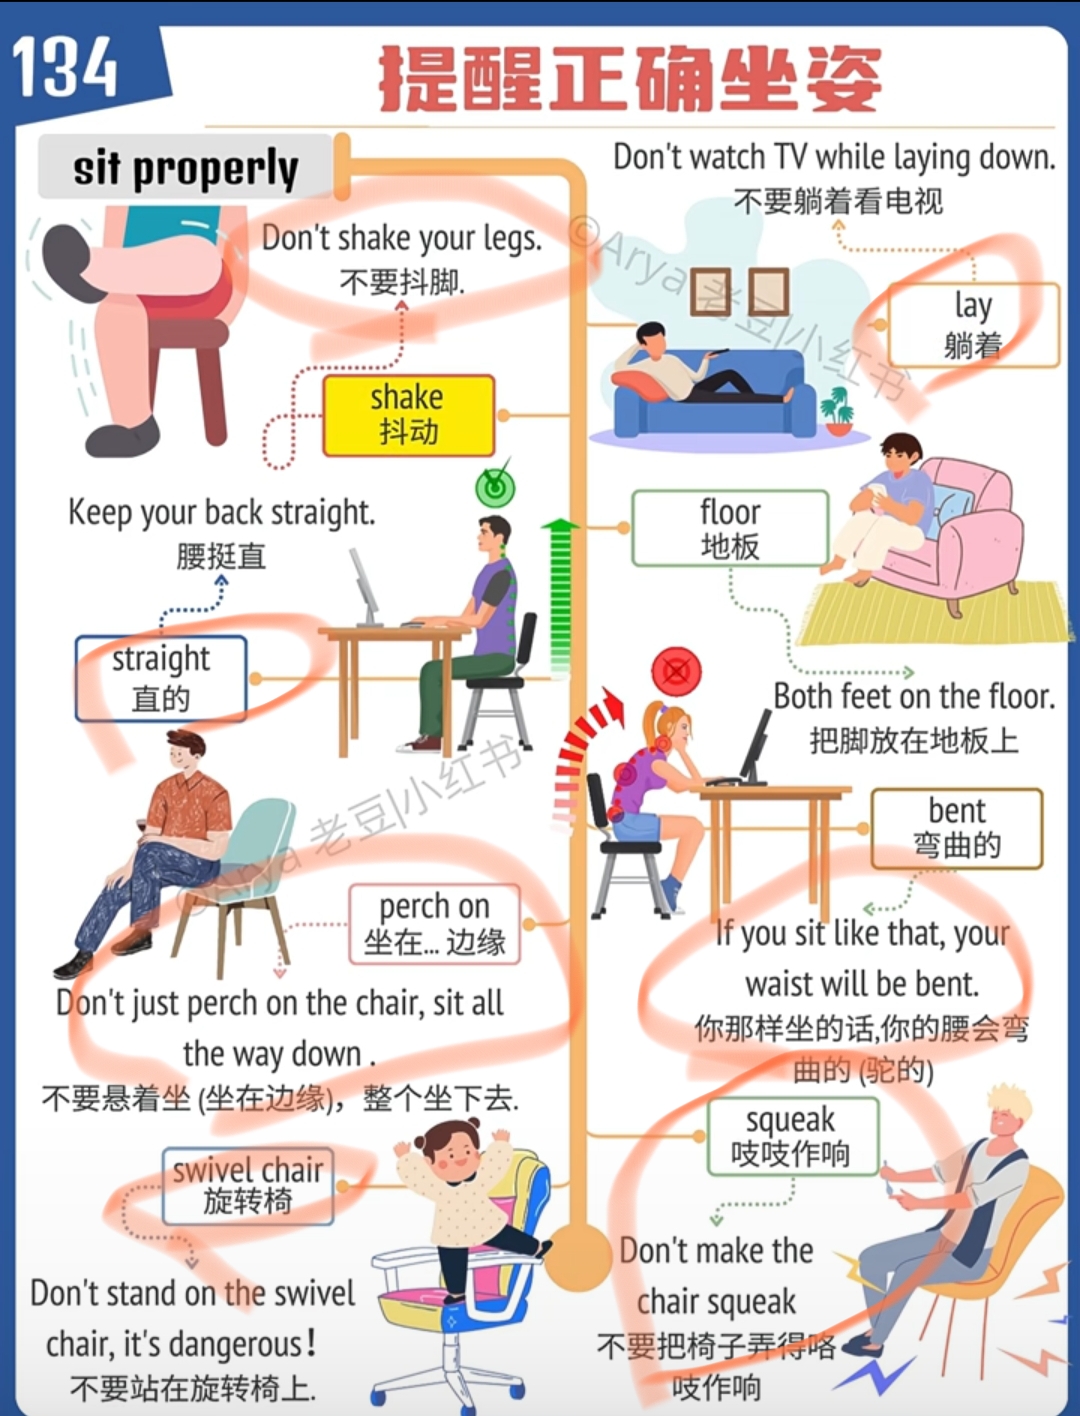 134
提醒正确坐姿
sit properly
Don't shake your legs.
不要抖脚.
shake
抖动
Don't watch TV while laying down.
不要躺着看电视
lay
躺着
Keep your back straight.
腰挺直
straight
直的
floor
地板
Both feet on the floor.
把脚放在地板上
perch on
坐在... 边缘
Don't just perch on the chair, sit all
the way down .
不要悬着坐 (坐在边缘)，整个坐下去.
bent
弯曲的
If you sit like that, your
waist will be bent.
你那样坐的话,你的腰会弯
曲的 (驼的)
swivel chair
旋转椅
Don't stand on the swivel
chair, it's dangerous!
不要站在旋转椅上.
squeak
吱吱作响
Don't make the
chair squeak
不要把椅子弄得咯
吱作响
©Arya 老豆|小红书
©Arya 老豆|小红书